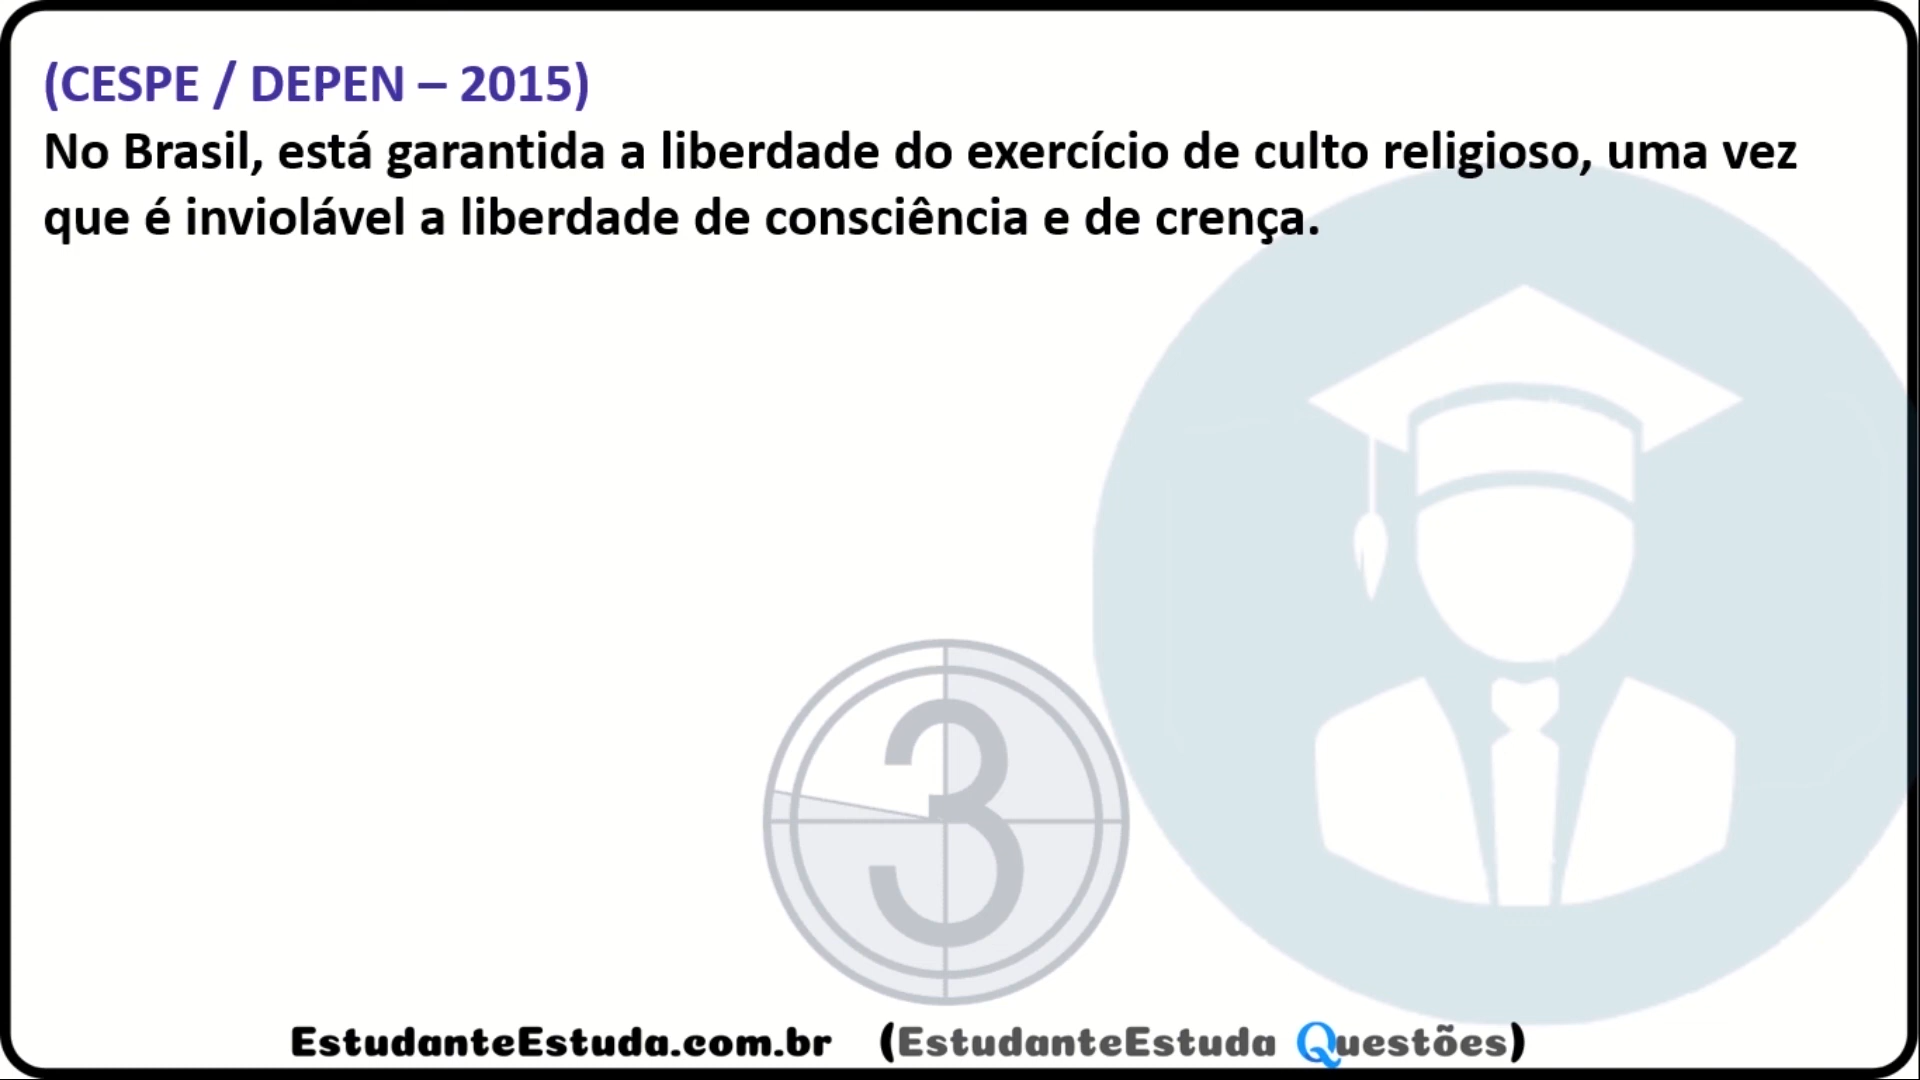 (CESPE / DEPEN – 2015)
No Brasil, está garantida a liberdade do exercício de culto religioso, uma vez
que é inviolável a liberdade de consciência e de crença.
3
EstudanteEstuda.com.br (EstudanteEstuda Questões)